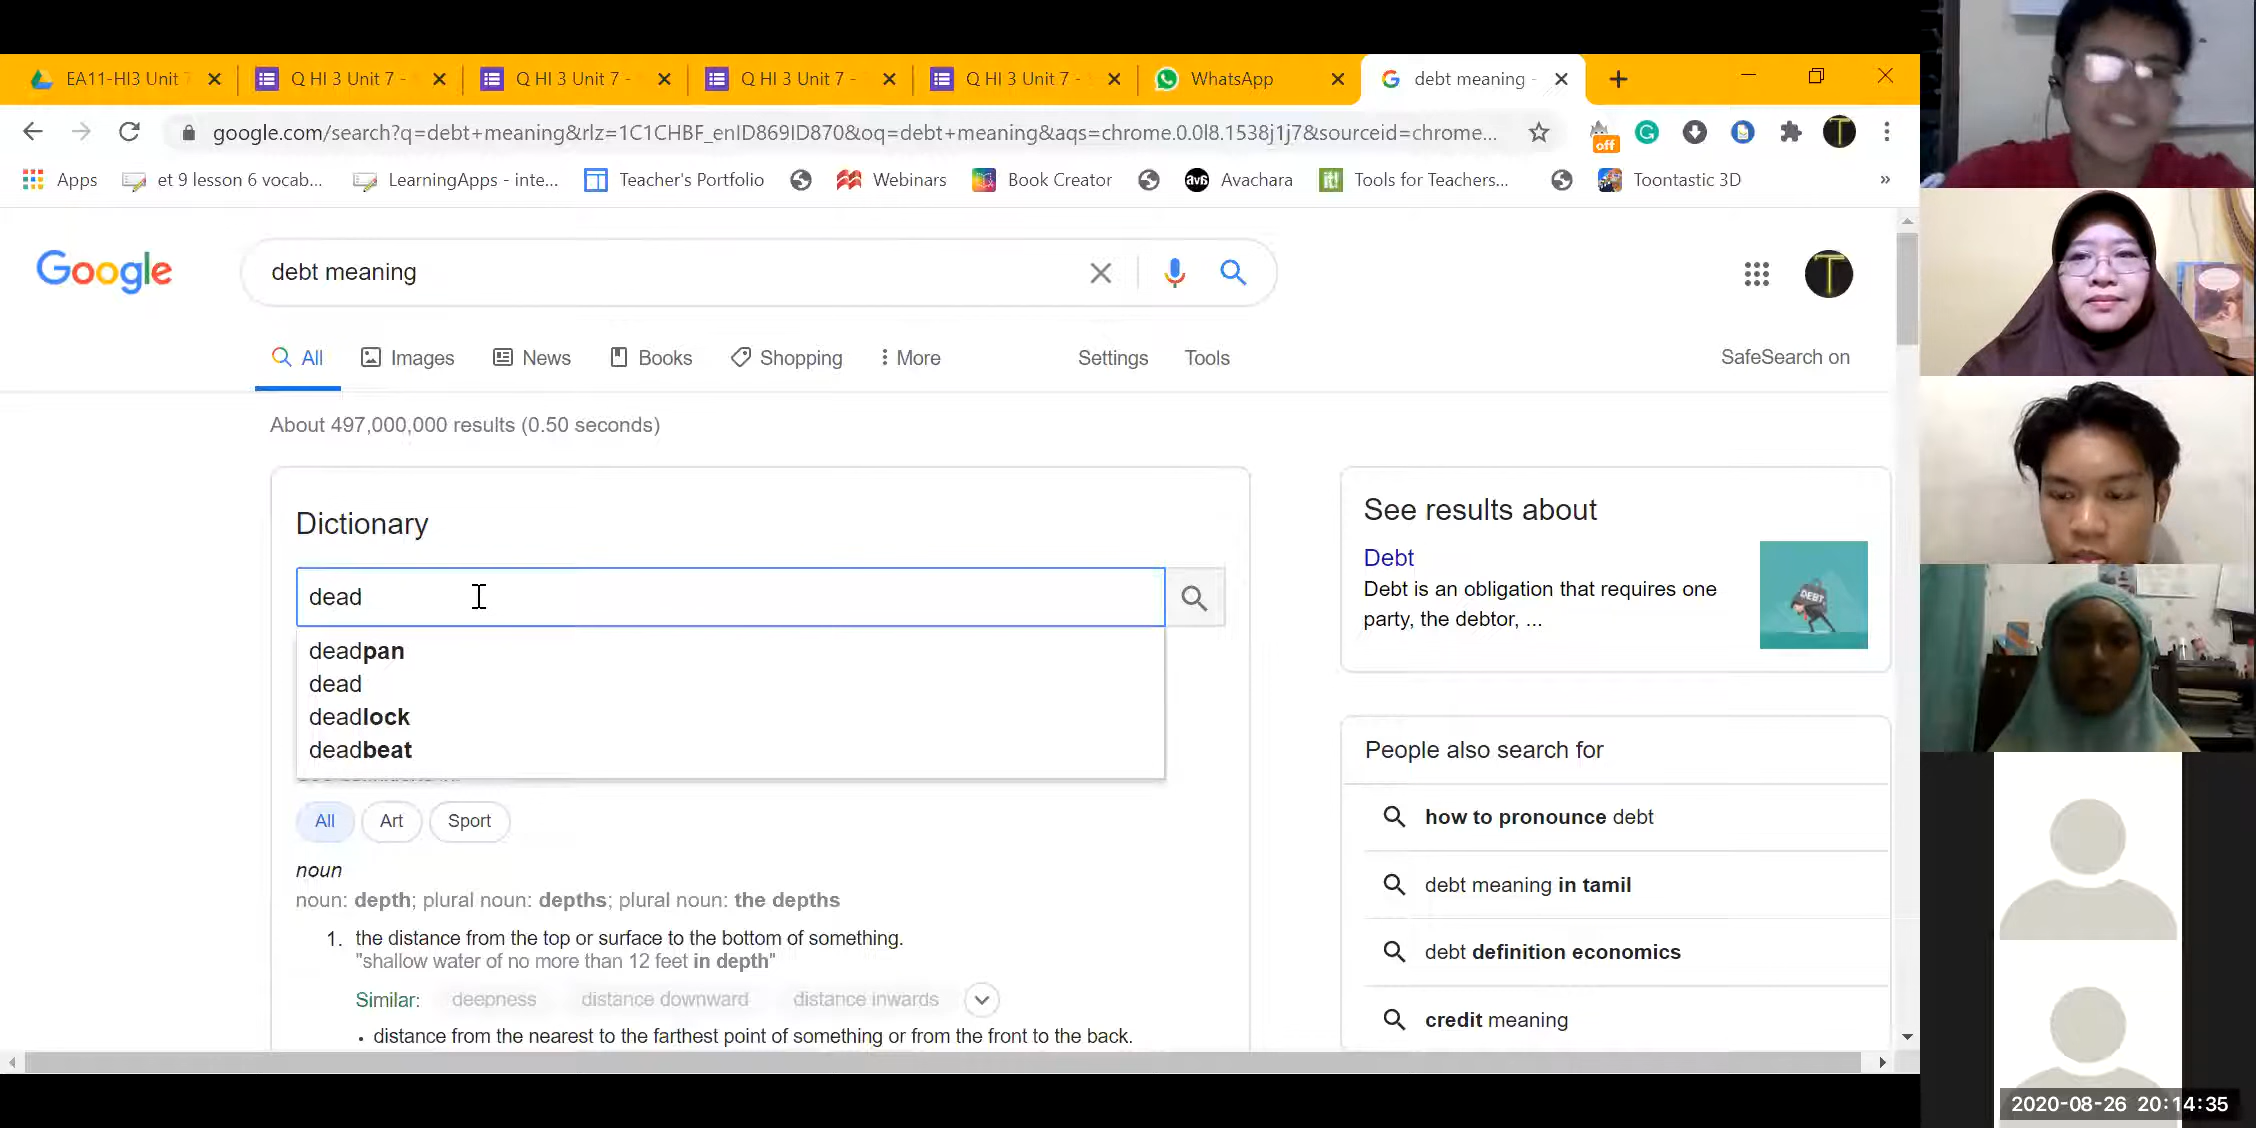 EA11-HI3 Unit 7
Q HI 3 Unit 7 -
Q HI 3 Unit 7 -
Q HI 3 Unit 7 -
Q HI 3 Unit 7 -
WhatsApp
debt meaning -
google.com/search?q=debt+meaning&rlz=1C1CHBF_enID869ID870&oq=debt+meaning&aqs=chrome.0.0l8.1538j1j7&sourceid=chrome...
off
T
Apps
et 9 lesson 6 vocab...
LearningApps - inte...
Teacher's Portfolio
Webinars
Book Creator
Avachara
Tools for Teachers...
Toontastic 3D
»
Google
debt meaning
T
All
Images
News
Books
Shopping
More
Settings
Tools
SafeSearch on
About 497,000,000 results (0.50 seconds)
Dictionary
dead
deadpan
dead
deadlock
deadbeat
All
Art
Sport
noun
noun: depth; plural noun: depths; plural noun: the depths
1. the distance from the top or surface to the bottom of something.
"shallow water of no more than 12 feet in depth"
Similar: deepness distance downward distance inwards
• distance from the nearest to the farthest point of something or from the front to the back.
See results about
Debt
Debt is an obligation that requires one
party, the debtor, ...
DEBT
People also search for
how to pronounce debt
debt meaning in tamil
debt definition economics
credit meaning
2020-08-26 20:14:35